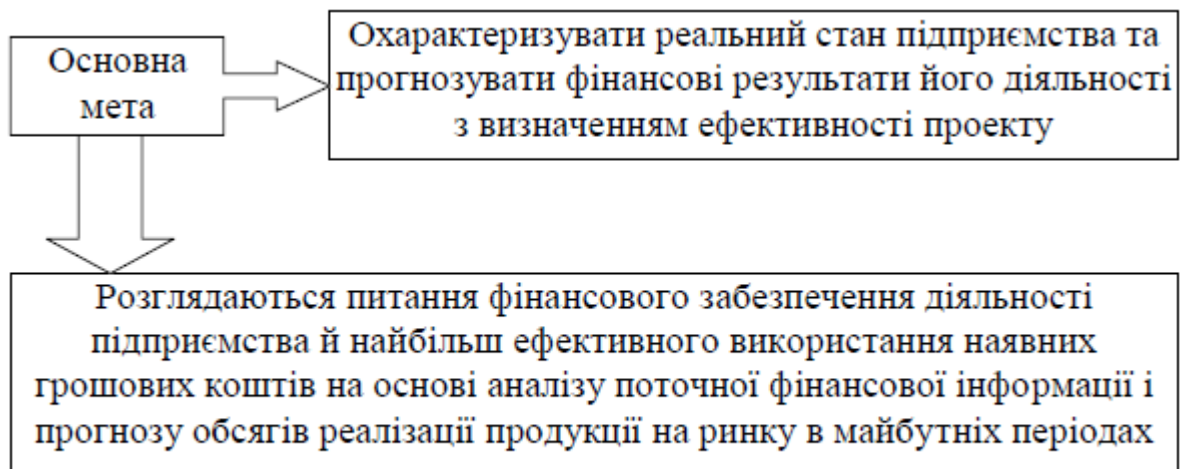 Основна
мета
Охарактеризувати реальний стан підприємства та
прогнозувати фінансові результати його діяльності
з визначенням ефективності проекту
Розглядаються питання фінансового забезпечення діяльності
підприємства й найбільш ефективного використання наявних
грошових коштів на основі аналізу поточної фінансової інформації і
прогнозу обсягів реалізації продукції на ринку в майбутніх періодах